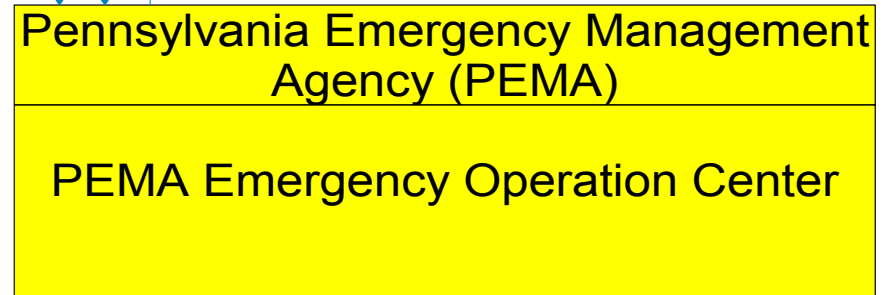 Pennsylvania Emergency Management
Agency (PEMA)
PEMA Emergency Operation Center